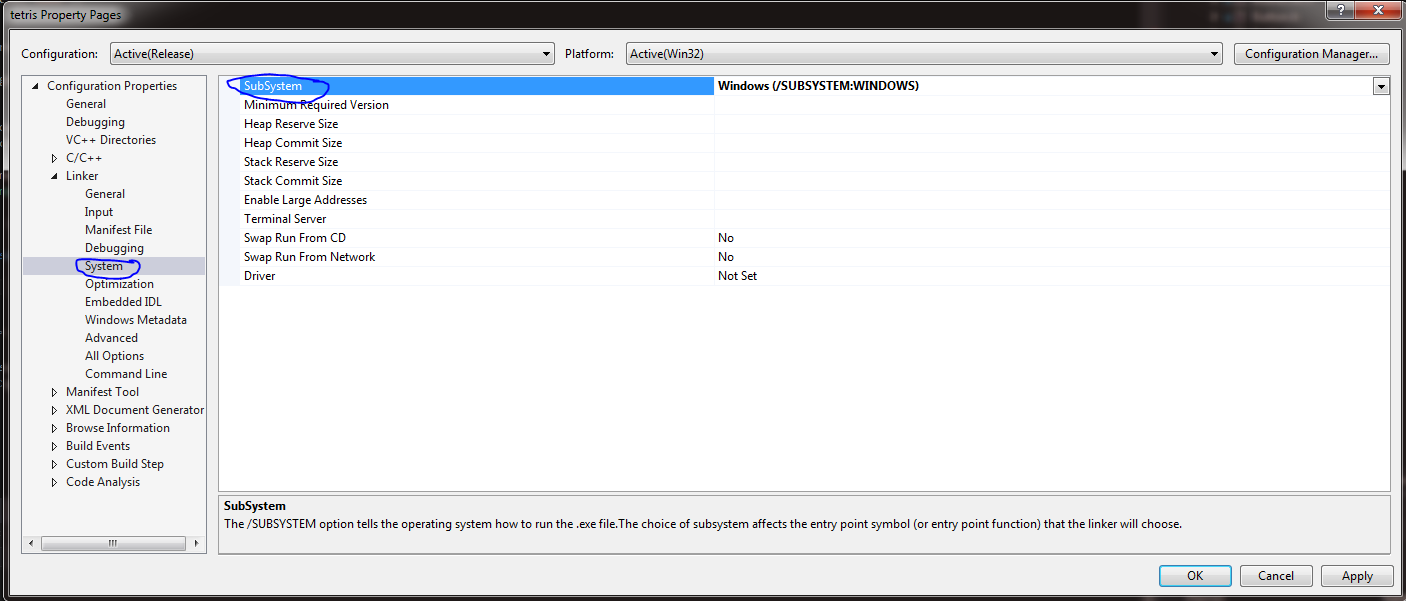 tetris Property Pages
Configuration: Active(Release) Platform: Active(Win32) Configuration Manager...
Configuration Properties
General
Debugging
VC++ Directories
C/C++
Linker
General
Input
Manifest File
Debugging
System
Optimization
Embedded IDL
Windows Metadata
Advanced
All Options
Command Line
Manifest Tool
XML Document Generator
Browse Information
Build Events
Custom Build Step
Code Analysis
SubSystem Windows (/SUBSYSTEM:WINDOWS)
Minimum Required Version
Heap Reserve Size
Heap Commit Size
Stack Reserve Size
Stack Commit Size
Enable Large Addresses
Terminal Server
Swap Run From CD No
Swap Run From Network No
Driver Not Set
SubSystem
The /SUBSYSTEM option tells the operating system how to run the .exe file.The choice of subsystem affects the entry point symbol (or entry point function) that the linker will choose.
OK Cancel Apply